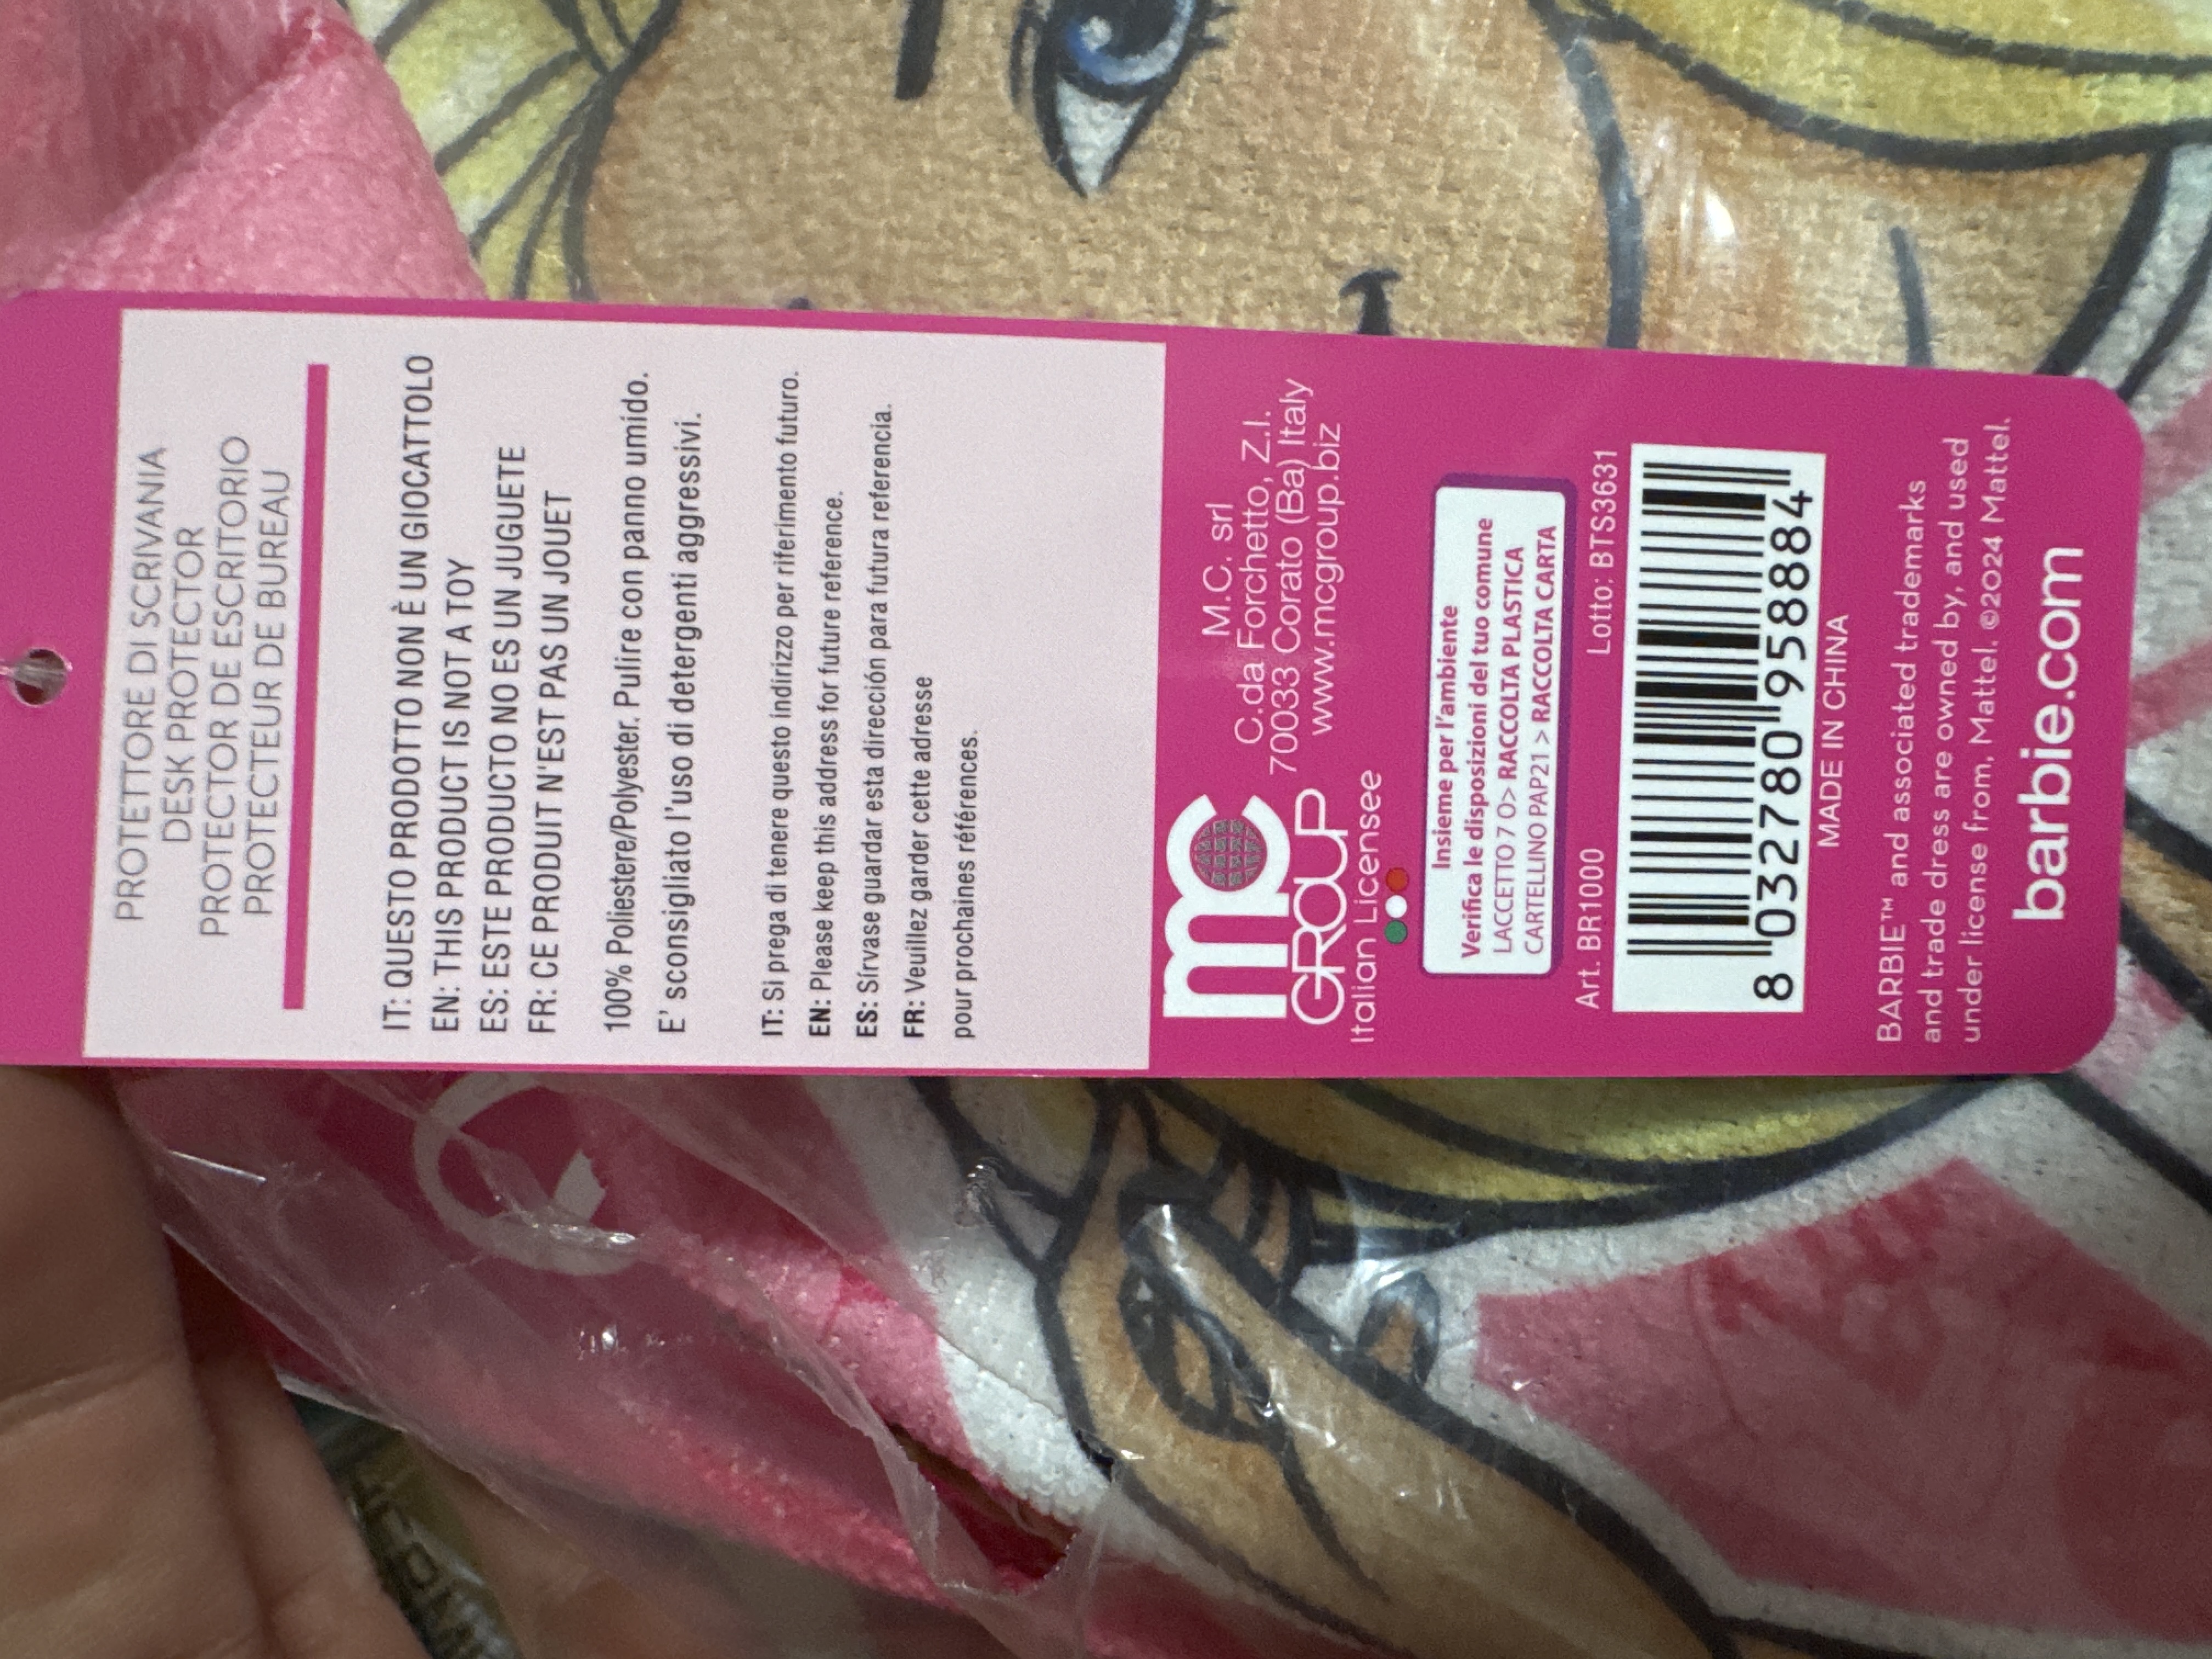 PROTETTORE DI SCRIVANIA
DESK PROTECTOR
PROTECTOR DE ESCRITORIO
PROTECTEUR DE BUREAU
IT: QUESTO PRODOTTO NON È UN GIOCATTOLO
EN: THIS PRODUCT IS NOT A TOY
ES: ESTE PRODUCTO NO ES UN JUGUETE
FR: CE PRODUIT N'EST PAS UN JOUET
100% Poliestere/Polyester. Pulire con panno umido.
E' sconsigliato l'uso di detergenti aggressivi.
IT: Si prega di tenere questo indirizzo per riferimento futuro.
EN: Please keep this address for future reference.
ES: Sírvase guardar esta dirección para futura referencia.
FR: Veuillez garder cette adresse
pour prochaines références.
mc
GROUP
Italian Licensee
M.C. srl
C.da Forchetto, Z.I.
70033 Corato (Ba) Italy
www.mcgroup.biz
Insieme per l'ambiente
Verifica le disposizioni del tuo comune
LACCETTO 7 O> RACCOLTA PLASTICA
CARTELLINO PAP21 > RACCOLTA CARTA
Art. BR1000 Lotto: BTS3631
8 032780 958884
MADE IN CHINA
BARBIE™ and associated trademarks
and trade dress are owned by, and used
under license from, Mattel. ©2024 Mattel.
barbie.com